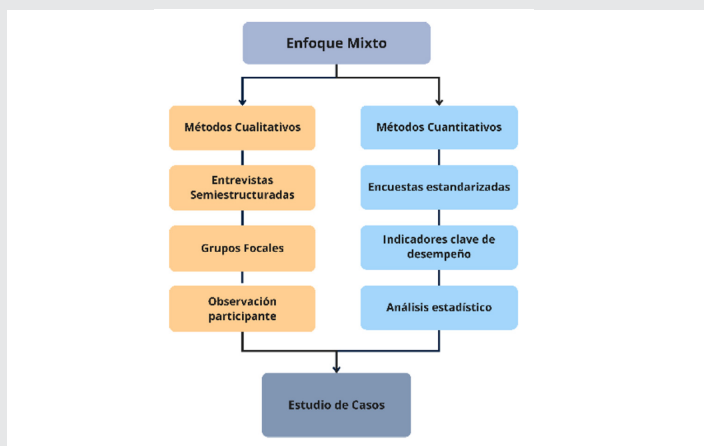 Enfoque Mixto
Métodos Cualitativos
Métodos Cuantitativos
Entrevistas
Semiestructuradas
Encuestas estandarizadas
Grupos Focales
Indicadores clave de
desempeño
Observación
participante
Análisis estadístico
Estudio de Casos